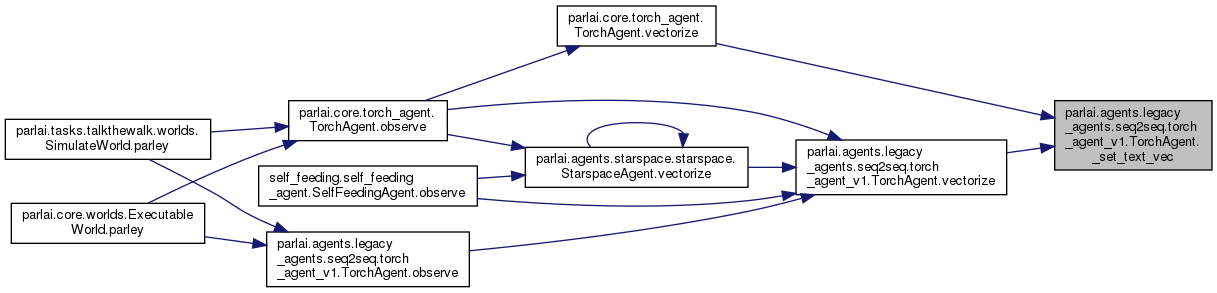 parlai.core.torch_agent.
TorchAgent.vectorize
parlai.core.torch_agent.
TorchAgent.observe
parlai.tasks.talkthewalk.worlds.
SimulateWorld.parley
parlai.agents.legacy
_agents.seq2seq.torch
_agent_v1.TorchAgent.
_set_text_vec
parlai.agents.starspace.starspace.
StarspaceAgent.vectorize
parlai.agents.legacy
_agents.seq2seq.torch
_agent_v1.TorchAgent.vectorize
self_feeding.self_feeding
_agent.SelfFeedingAgent.observe
parlai.core.worlds.Executable
World.parley
parlai.agents.legacy
_agents.seq2seq.torch
_agent_v1.TorchAgent.observe